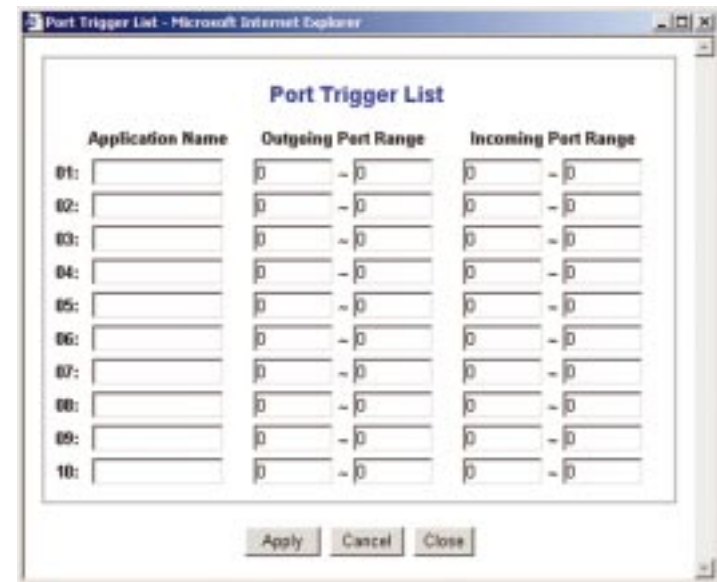 Port Trigger List - Microsoft Internet Explorer
Port Trigger List
Application Name Outgoing Port Range Incoming Port Range
01: 0 ~ 0 0 ~ 0
02: 0 ~ 0 0 ~ 0
03: 0 ~ 0 0 ~ 0
04: 0 ~ 0 0 ~ 0
05: 0 ~ 0 0 ~ 0
06: 0 ~ 0 0 ~ 0
07: 0 ~ 0 0 ~ 0
08: 0 ~ 0 0 ~ 0
09: 0 ~ 0 0 ~ 0
10: 0 ~ 0 0 ~ 0
Apply Cancel Close